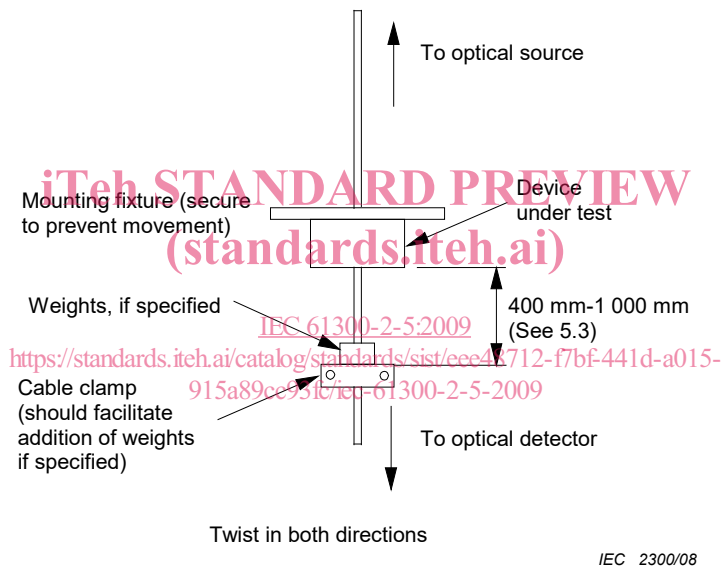 To optical source
iTeh STANDARD PREVIEW
Mounting fixture (secure
to prevent movement)
Device
under test
(standards.iteh.ai)
Weights, if specified
400 mm-1 000 mm
(See 5.3)
IEC 61300-2-5:2009
https://standards.iteh.ai/catalog/standards/sist/eee48712-f7bf-441d-a015-
915a89ce93fc/iec-61300-2-5-2009
Cable clamp
(should facilitate
addition of weights
if specified)
To optical detector
Twist in both directions
IEC 2300/08